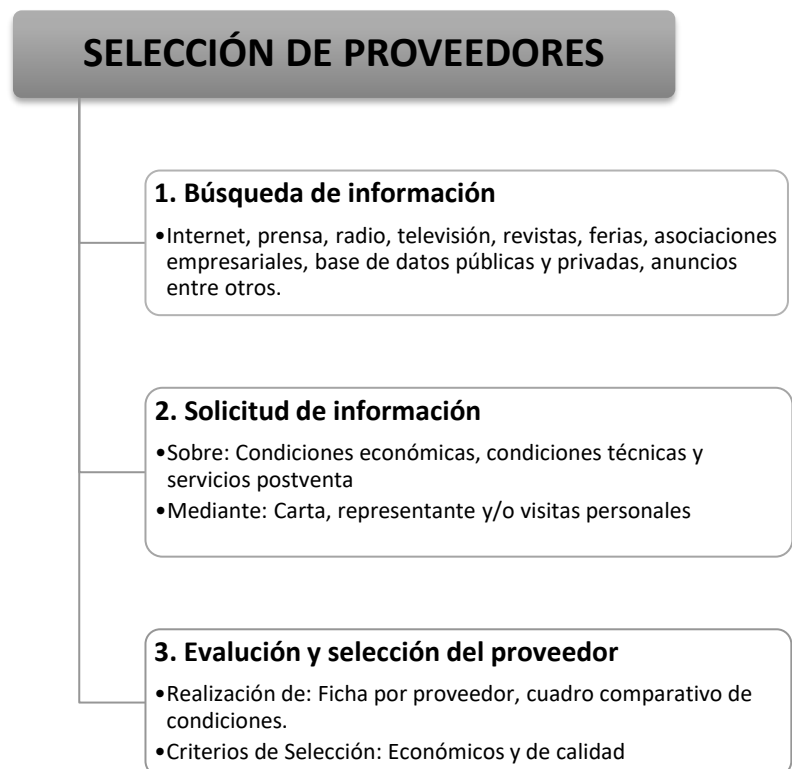 SELECCIÓN DE PROVEEDORES
1. Búsqueda de información
•Internet, prensa, radio, televisión, revistas, ferias, asociaciones
empresariales, base de datos públicas y privadas, anuncios
entre otros.
2. Solicitud de información
•Sobre: Condiciones económicas, condiciones técnicas y
servicios postventa
•Mediante: Carta, representante y/o visitas personales
3. Evalución y selección del proveedor
•Realización de: Ficha por proveedor, cuadro comparativo de
condiciones.
•Criterios de Selección: Económicos y de calidad